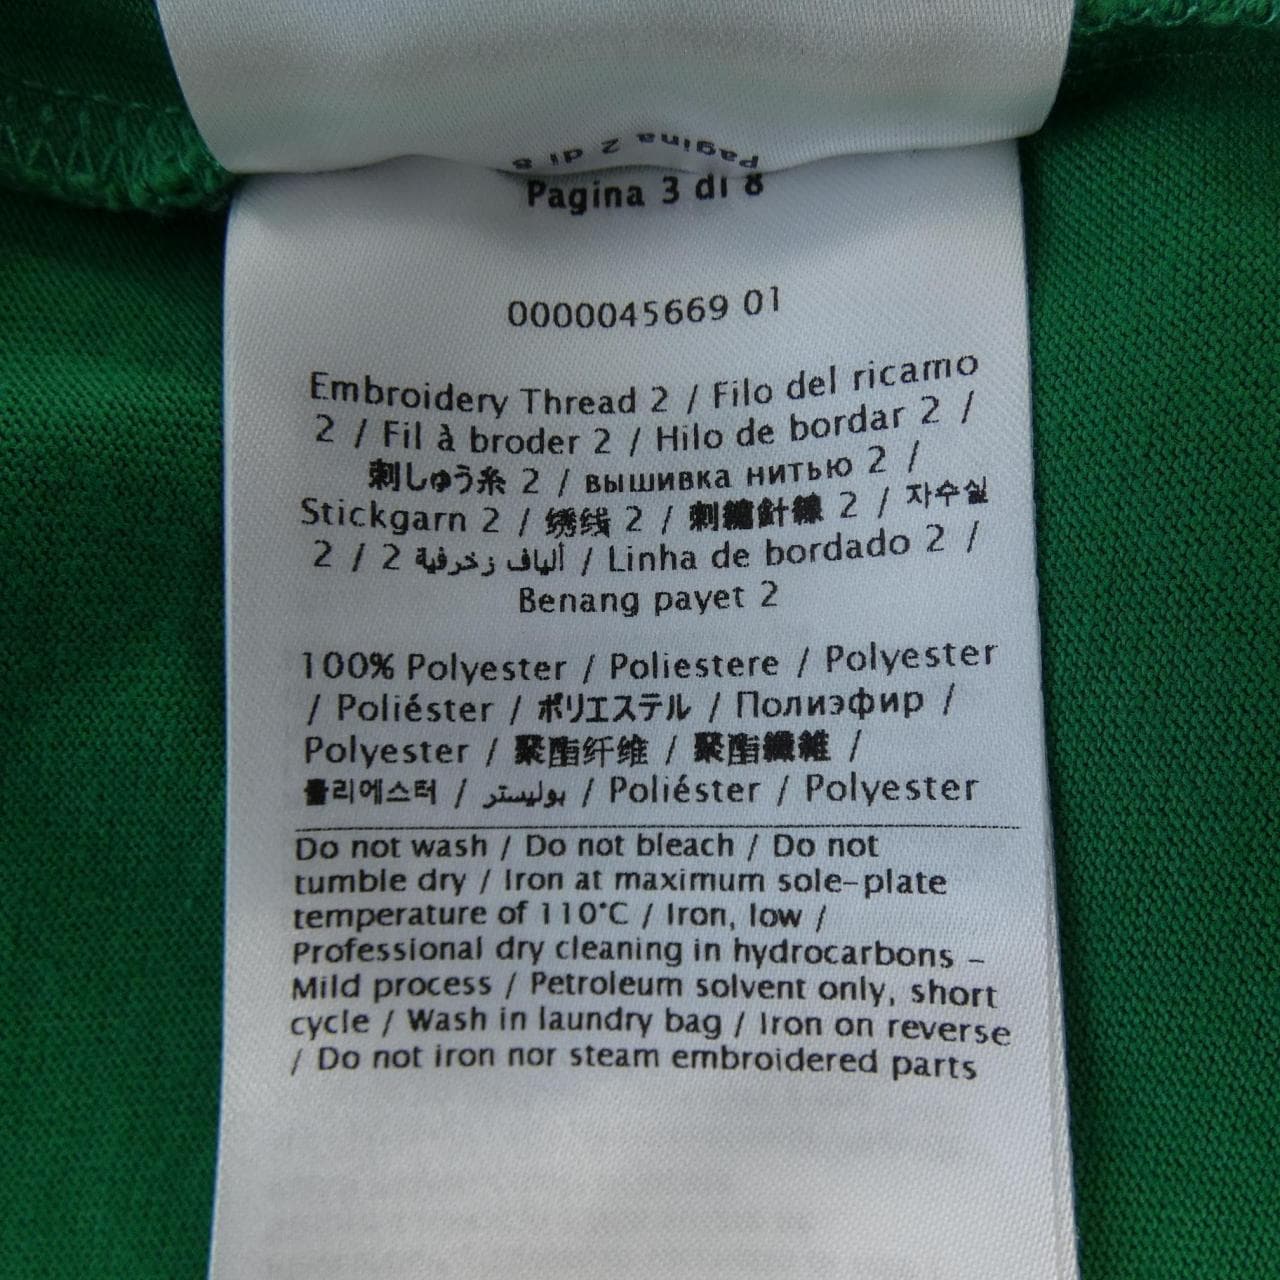 Pagina 2 di 8
Pagina 3 di 8
0000045669 01
Embroidery Thread 2 / Filo del ricamo
2 / Fil à broder 2 / Hilo de bordar 2 /
刺しゅう糸 2 / вышивка нитью 2 /
Stickgarn 2 / 绣线 2 / 刺繡針線 2 / 자수실
2 / ألياف زخرفية 2 / Linha de bordado 2 /
Benang payet 2
100% Polyester / Poliestere / Polyester
/ Poliéster / ポリエステル / Полиэфир /
Polyester / 聚酯纤维 / 聚酯纖維 /
폴리에스터 / بوليستر / Poliéster / Polyester
Do not wash / Do not bleach / Do not
tumble dry / Iron at maximum sole-plate
temperature of 110°C / Iron, low /
Professional dry cleaning in hydrocarbons -
Mild process / Petroleum solvent only, short
cycle / Wash in laundry bag / Iron on reverse
/ Do not iron nor steam embroidered parts